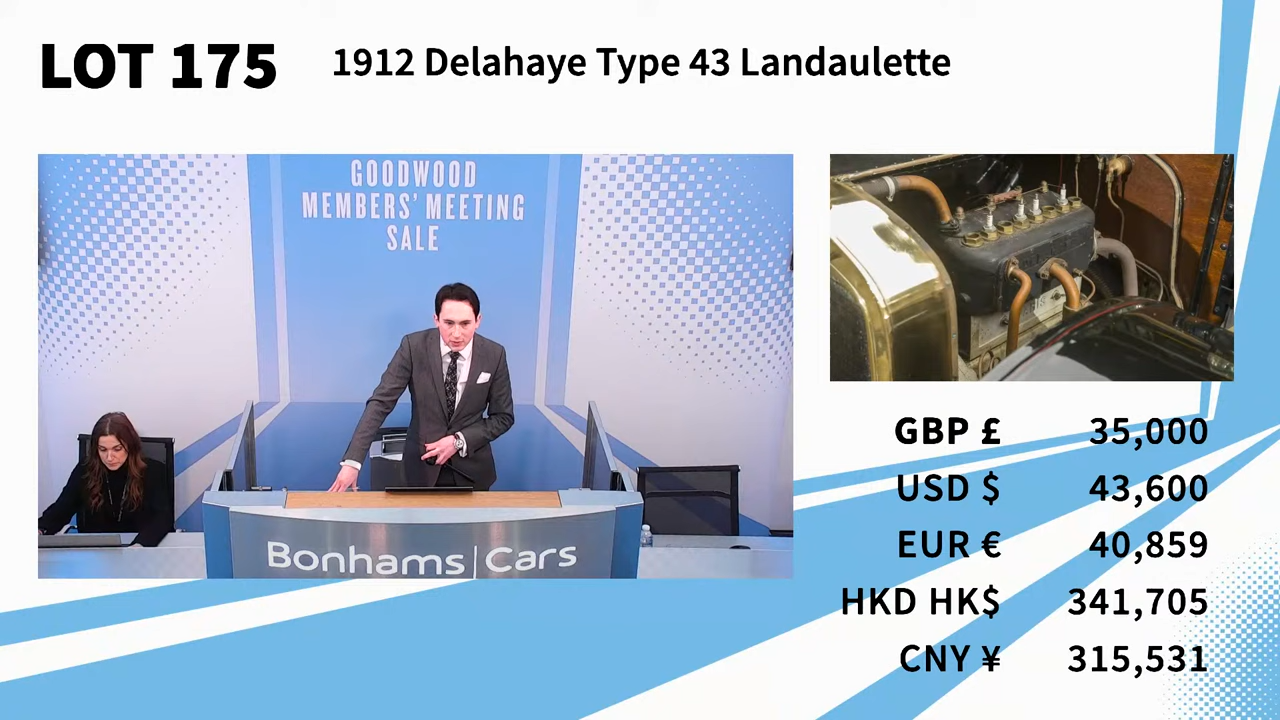 LOT 175
1912 Delahaye Type 43 Landaulette
GOODWOOD
MEMBERS' MEETING
SALE
Bonhams|Cars
GBP £ 35,000
USD $ 43,600
EUR € 40,859
HKD HK$ 341,705
CNY ¥ 315,531